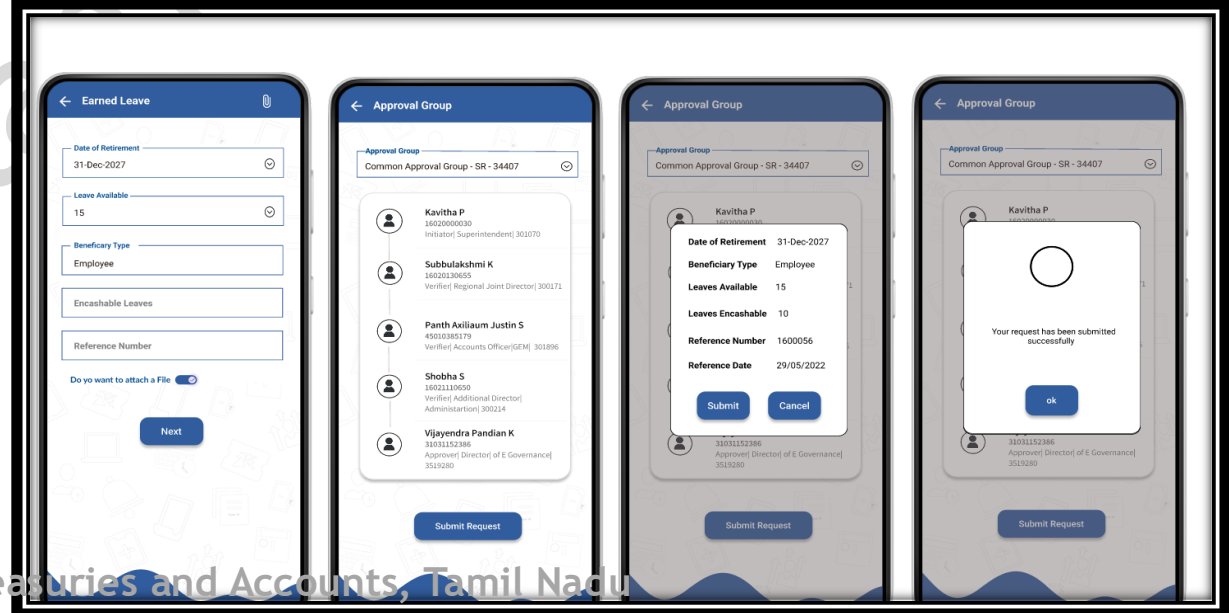 Earned Leave
Date of Retirement
31-Dec-2027
Leave Available
15
Beneficary Type
Employee
Encashable Leaves
Reference Number
Do yo want to attach a File
Next
Approval Group
Approval Group
Common Approval Group - SR - 34407
Kavitha P
16020000030
Initiator| Superintendent| 301070
Subbulakshmi K
16020130655
Verifier| Regional Joint Director| 300171
Panth Axiliaum Justin S
45010385179
Verifier| Accounts Officer|GEM| 301896
Shobha S
16021110650
Verifier| Additional Director|
Administartion| 300214
Vijayendra Pandian K
31031152386
Approver| Director| of E Governance|
3519280
Submit Request
Approval Group
Approval Group
Common Approval Group - SR - 34407
Kavitha P
16020000030
Date of Retirement 31-Dec-2027
Beneficiary Type Employee
Leaves Available 15
Leaves Encashable 10
Reference Number 1600056
Reference Date 29/05/2022
Submit Cancel
31031152386
Approver| Director| of E Governance|
3519280
Submit Request
Approval Group
Approval Group
Common Approval Group - SR - 34407
Kavitha P
Your request has been submitted
successfully
ok
31031152386
Approver| Director| of E Governance|
3519280
Submit Request
and Accounts, Tamil Nadu